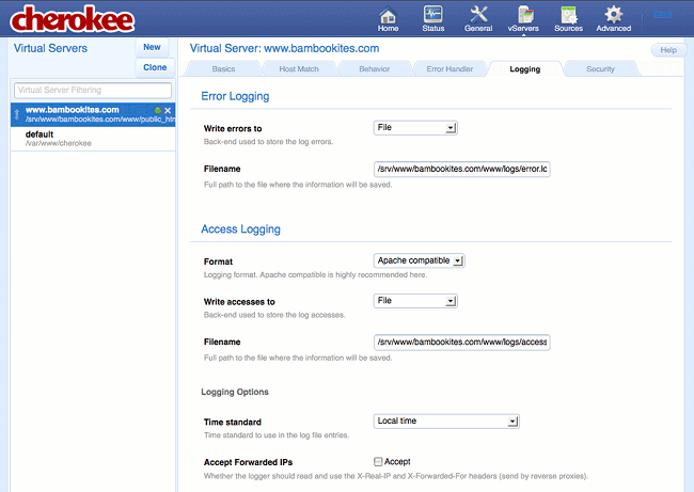 cherokee
Home Status General vServers Sources Advanced
Virtual Servers New
Clone
Virtual Server Filtering
www.bambookites.com
/srv/www/bambookites.com/www/public_htm
default
/var/www/cherokee
Virtual Server: www.bambookites.com
Help
Basics Host Match Behavior Error Handler Logging Security
Error Logging
Write errors to File
Back-end used to store the log errors.
Filename /srv/www/bambookites.com/www/logs/error.lc
Full path to the file where the information will be saved.
Access Logging
Format Apache compatible
Logging format. Apache compatible is highly recommended here.
Write accesses to File
Back-end used to store the log accesses.
Filename /srv/www/bambookites.com/www/logs/access
Full path to the file where the information will be saved.
Logging Options
Time standard Local time
Time standard to use in the log file entries.
Accept Forwarded IPs Accept
Whether the logger should read and use the X-Real-IP and X-Forwarded-For headers (send by reverse proxies).